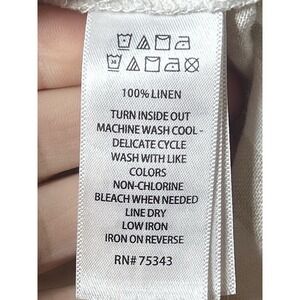 100% LINEN
TURN INSIDE OUT
MACHINE WASH COOL -
DELICATE CYCLE
WASH WITH LIKE
COLORS
NON-CHLORINE
BLEACH WHEN NEEDED
LINE DRY
LOW IRON
IRON ON REVERSE
RN# 75343